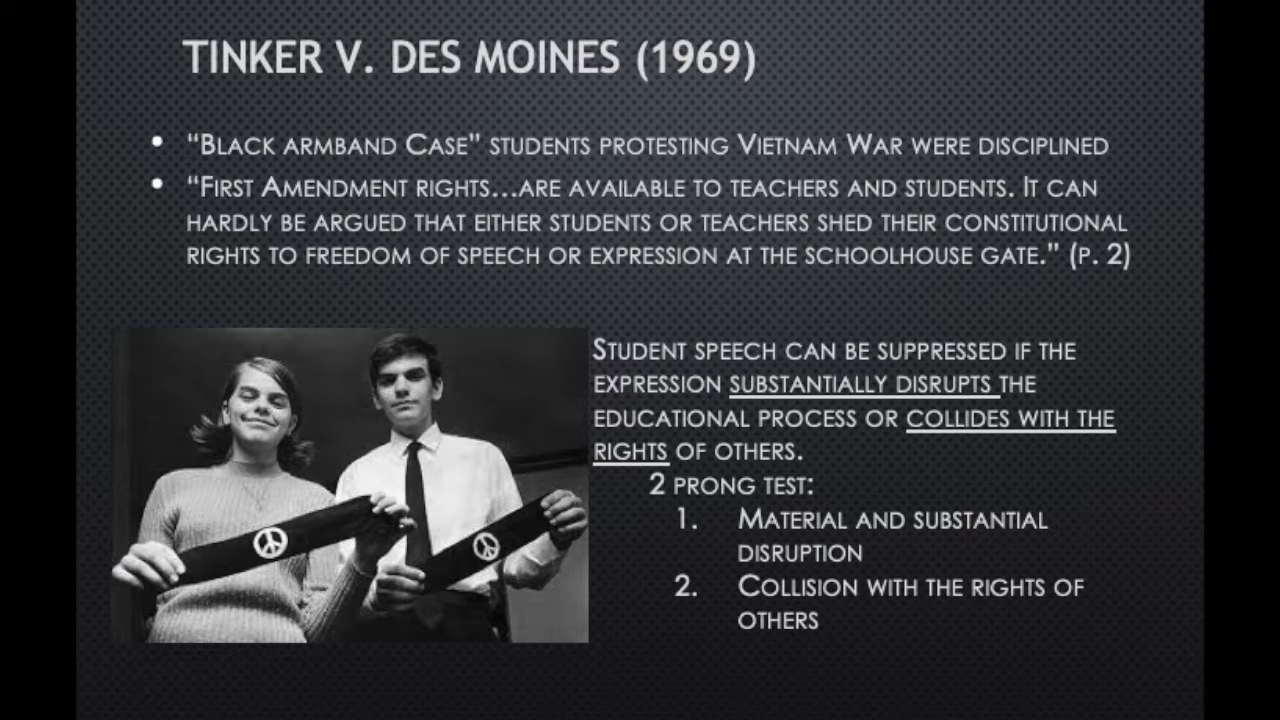 TINKER V. DES MOINES (1969)
• “BLACK ARMBAND CASE” STUDENTS PROTESTING VIETNAM WAR WERE DISCIPLINED
• “FIRST AMENDMENT RIGHTS…ARE AVAILABLE TO TEACHERS AND STUDENTS. IT CAN
HARDLY BE ARGUED THAT EITHER STUDENTS OR TEACHERS SHED THEIR CONSTITUTIONAL
RIGHTS TO FREEDOM OF SPEECH OR EXPRESSION AT THE SCHOOLHOUSE GATE.” (P. 2)
STUDENT SPEECH CAN BE SUPPRESSED IF THE
EXPRESSION SUBSTANTIALLY DISRUPTS THE
EDUCATIONAL PROCESS OR COLLIDES WITH THE
RIGHTS OF OTHERS.
2 PRONG TEST:
1. MATERIAL AND SUBSTANTIAL
DISRUPTION
2. COLLISION WITH THE RIGHTS OF
OTHERS